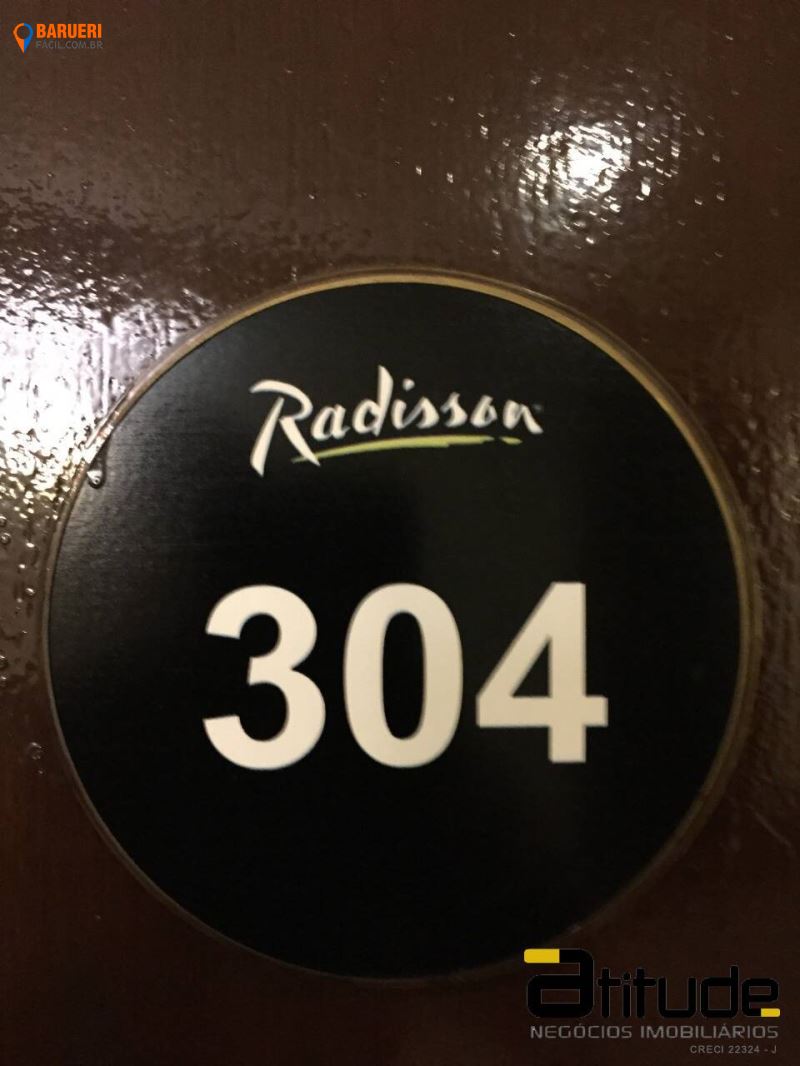 BARUERI
FACIL.COM.BR
Radisson
304
atitude
NEGÓCIOS IMOBILIÁRIOS
CRECI 22324 - J